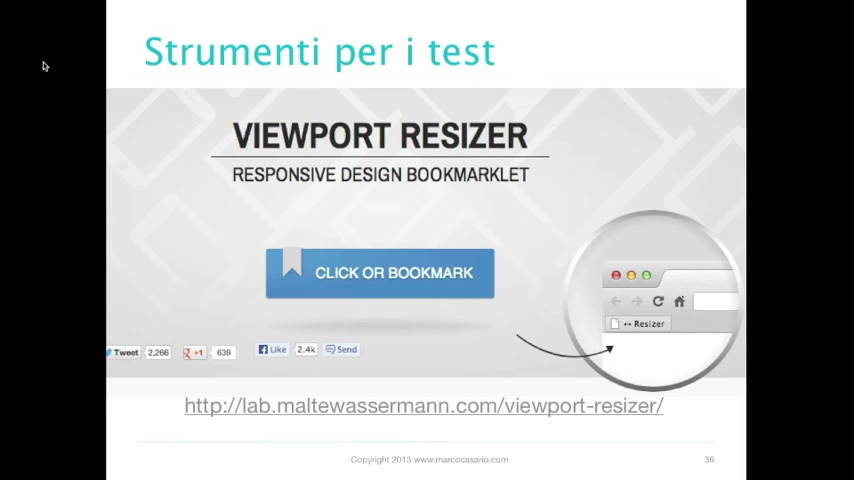 Strumenti per i test
VIEWPORT RESIZER
RESPONSIVE DESIGN BOOKMARKLET
CLICK OR BOOKMARK
↔ Resizer
Tweet 2,266 g +1 639 Like 2.4k Send
http://lab.maltewassermann.com/viewport-resizer/
Copyright 2013 www.marcocasario.com 36